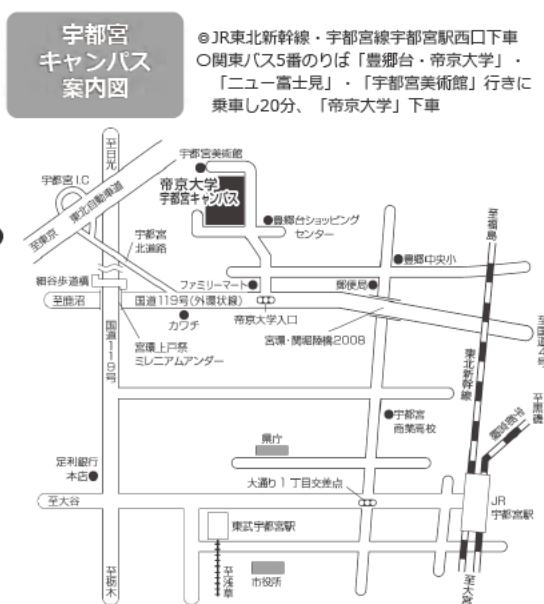 宇都宮
キャンパス
案内図
◎JR東北新幹線・宇都宮線宇都宮駅西口下車
○関東バス5番のりば「豊郷台・帝京大学」・
「ニュー富士見」・「宇都宮美術館」行きに
乗車し20分、「帝京大学」下車
至日光
宇都宮美術館
宇都宮I.C
東北自動車道
帝京大学
宇都宮キャンパス
至東京
宇都宮
北道路
豊郷台ショッピング
センター
至福島
豊郷中央小
細谷歩道橋
ファミリーマート
郵便局
至鹿沼
国道119号(外環状線)
カワチ
帝京大学入口
宮環・関堀陸橋2008
至国道4号
国道119号
宮環上戸祭
ミレニアムアンダー
東北新幹線
至黒磯
宇都宮線
宇都宮
商業高校
県庁
足利銀行
本店
大通り1丁目交差点
至大谷
JR
宇都宮駅
東武宇都宮駅
至栃木
至浅草
市役所
至大宮